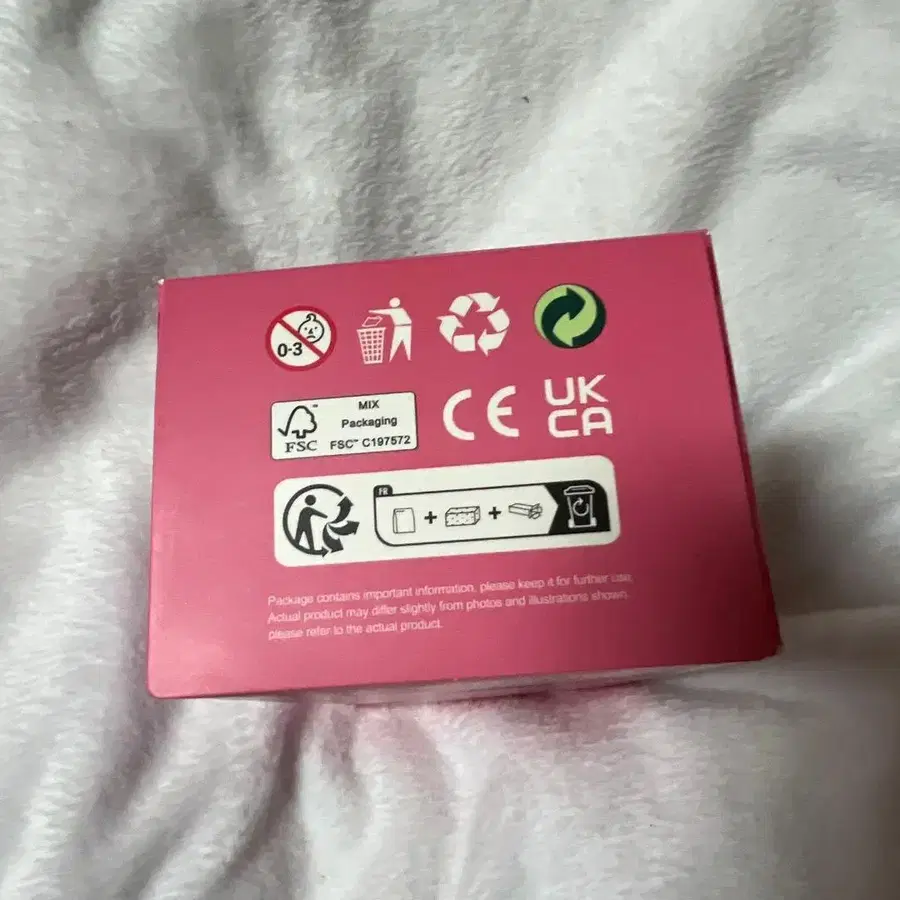 0-3
FSC™
MIX
Packaging
FSC™ C197572
CE
UK
CA
FR
Package contains important information, please keep it for further use,
Actual product may differ slightly from photos and illustrations shown,
please refer to the actual product.